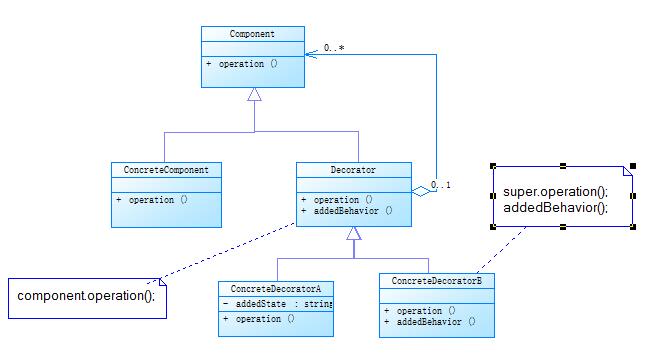 Component
0..*
+ operation ()
ConcreteComponent
+ operation ()
Decorator
+ operation ()
+ addedBehavior ()
0..1
super.operation();
addedBehavior();
component.operation();
ConcreteDecoratorA
- addedState : string
+ operation ()
ConcreteDecoratorB
+ operation ()
+ addedBehavior ()